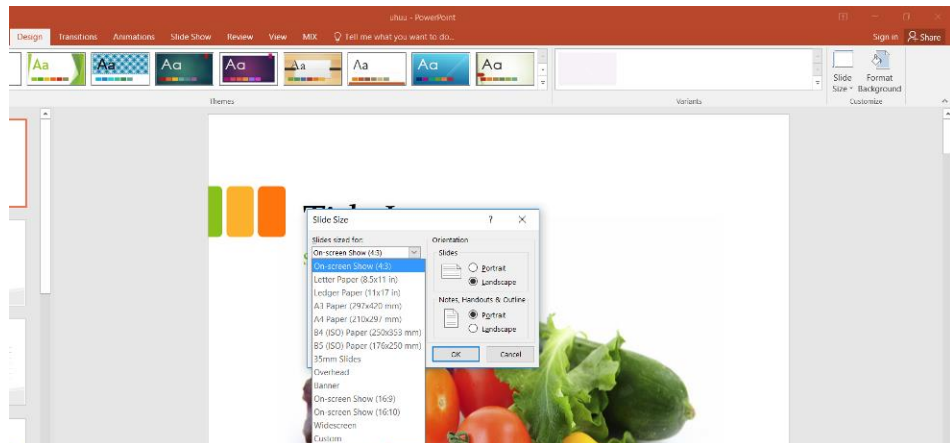 uhuu - PowerPoint
Design Transitions Animations Slide Show Review View MIX Tell me what you want to do... Sign in Share
Aa Aa Aa Aa Aa Aa Aa Aa
Slide Size Format Background
Themes Variants Customize
Slide Size ? ×
Slides sized for:
On-screen Show (4:3)
On-screen Show (4:3)
Letter Paper (8.5x11 in)
Ledger Paper (11x17 in)
A3 Paper (297x420 mm)
A4 Paper (210x297 mm)
B4 (ISO) Paper (250x353 mm)
B5 (ISO) Paper (176x250 mm)
35mm Slides
Overhead
Banner
On-screen Show (16:9)
On-screen Show (16:10)
Widescreen
Custom
Orientation
Slides
Portrait
Landscape
Notes, Handouts & Outline
Portrait
Landscape
OK Cancel